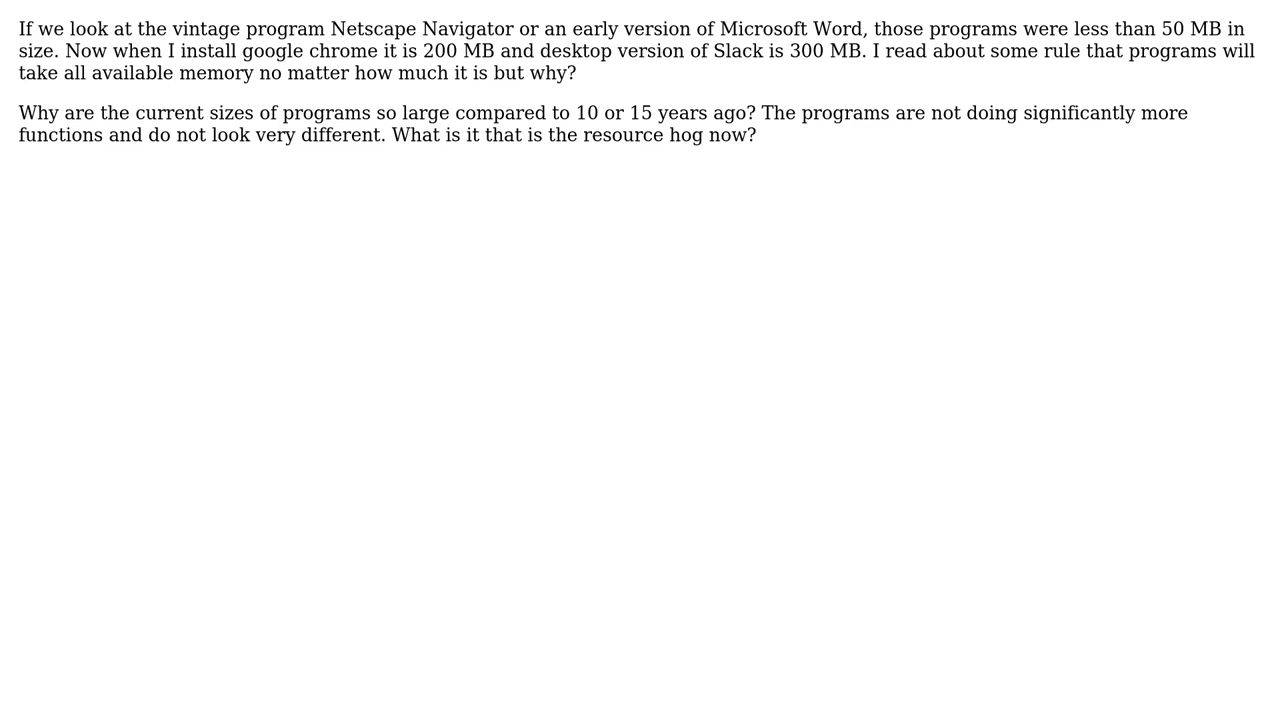 If we look at the vintage program Netscape Navigator or an early version of Microsoft Word, those programs were less than 50 MB in
size. Now when I install google chrome it is 200 MB and desktop version of Slack is 300 MB. I read about some rule that programs will
take all available memory no matter how much it is but why?
Why are the current sizes of programs so large compared to 10 or 15 years ago? The programs are not doing significantly more
functions and do not look very different. What is it that is the resource hog now?